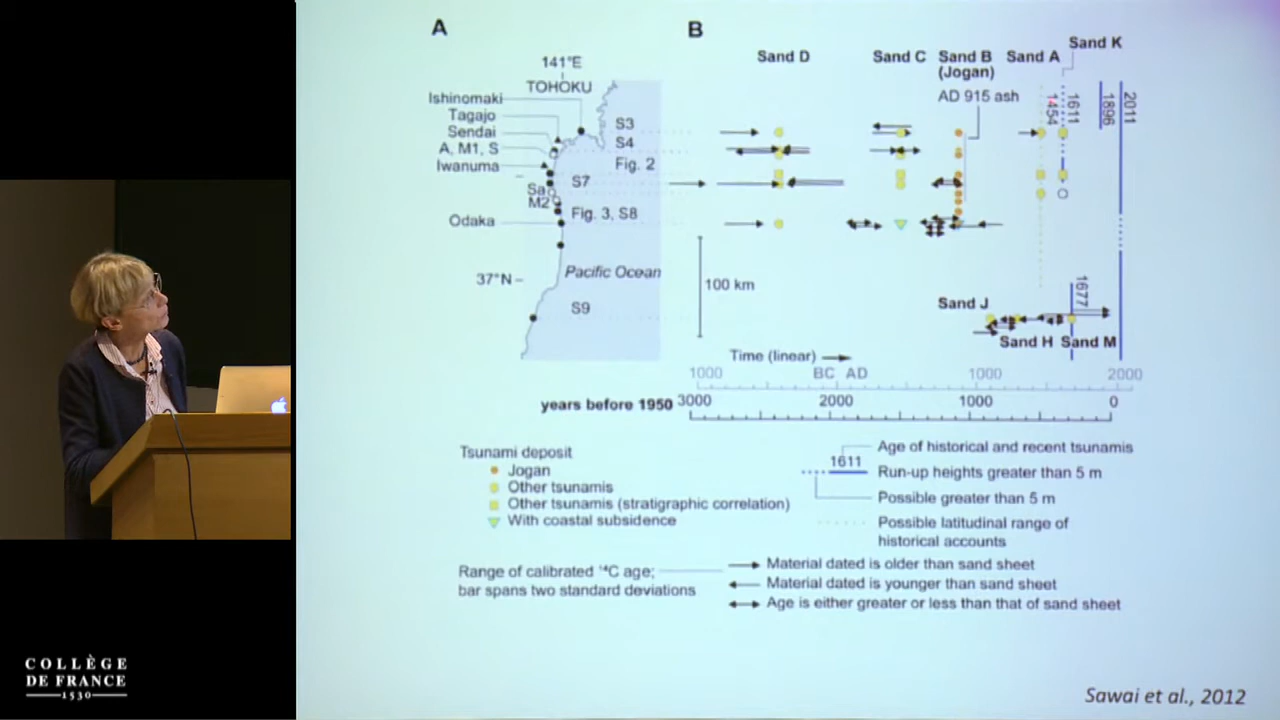 A
B
Sand D
Sand C
Sand B
(Jogan)
Sand A
Sand K
141°E
TOHOKU
AD 915 ash
Ishinomaki
Tagajo
Sendai
A, M1, S
Iwanuma
Sa
M2
Odaka
37°N
S3
S4
Fig. 2
S7
Fig. 3, S8
Pacific Ocean
S9
1454
1611
1896
2011
100 km
1677
Sand J
Sand H
Sand M
Time (linear)
1000
BC AD
1000
2000
years before 1950
3000
2000
1000
0
Tsunami deposit
Jogan
Other tsunamis
Other tsunamis (stratigraphic correlation)
With coastal subsidence
1611
Age of historical and recent tsunamis
Run-up heights greater than 5 m
Possible greater than 5 m
Possible latitudinal range of
historical accounts
Range of calibrated ¹⁴C age;
bar spans two standard deviations
Material dated is older than sand sheet
Material dated is younger than sand sheet
Age is either greater or less than that of sand sheet
Sawai et al., 2012
COLLÈGE
DE FRANCE
1530